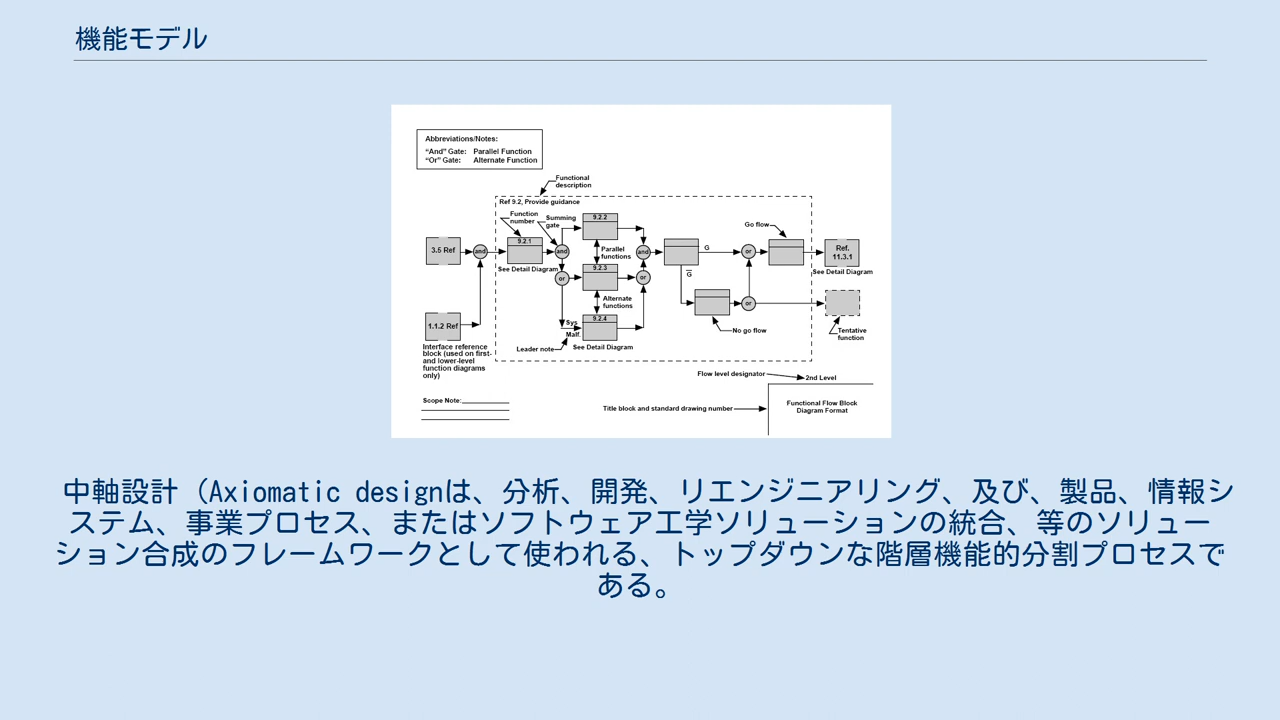 機能モデル
Abbreviations/Notes:
“And” Gate: Parallel Function
“Or” Gate: Alternate Function
Functional
description
Ref 9.2, Provide guidance
Function
number
Summing
gate
9.2.2
Go flow
3.5 Ref
and
9.2.1
and
Parallel
functions
and
G
or
Ref.
11.3.1
See Detail Diagram
See Detail Diagram
or
9.2.3
or
G
Alternate
functions
or
1.1.2 Ref
Sys.
Malf.
9.2.4
No go flow
Tentative
function
Leader note
See Detail Diagram
Interface reference
block (used on first-
and lower-level
function diagrams
only)
Flow level designator
2nd Level
Scope Note:
Title block and standard drawing number
Functional Flow Block
Diagram Format
中軸設計（Axiomatic designは、分析、開発、リエンジニアリング、及び、製品、情報シ
ステム、事業プロセス、またはソフトウェア工学ソリューションの統合、等のソリュー
ション合成のフレームワークとして使われる、トップダウンな階層機能的分割プロセスで
ある。